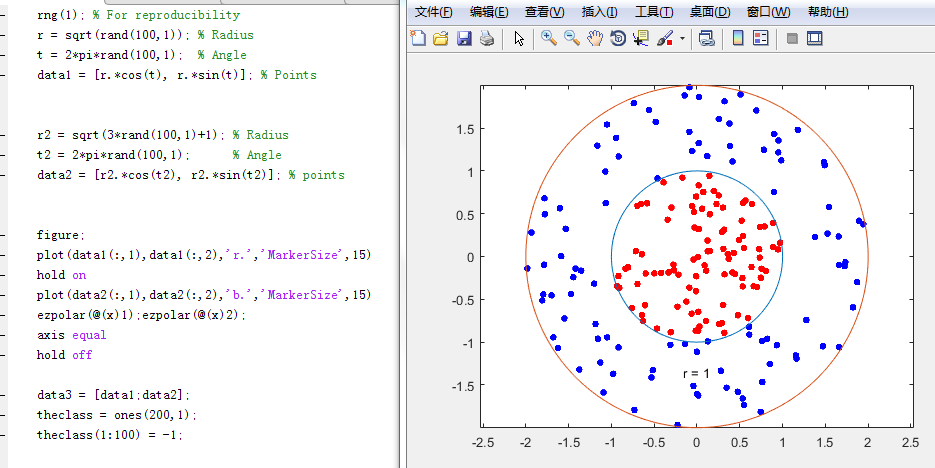 rng(1); % For reproducibility
r = sqrt(rand(100,1)); % Radius
t = 2*pi*rand(100,1);  % Angle
data1 = [r.*cos(t), r.*sin(t)]; % Points
r2 = sqrt(3*rand(100,1)+1); % Radius
t2 = 2*pi*rand(100,1);      % Angle
data2 = [r2.*cos(t2), r2.*sin(t2)]; % points
figure;
plot(data1(:,1),data1(:,2),'r.','MarkerSize',15)
hold on
plot(data2(:,1),data2(:,2),'b.','MarkerSize',15)
ezpolar(@(x)1);ezpolar(@(x)2);
axis equal
hold off
data3 = [data1;data2];
theclass = ones(200,1);
theclass(1:100) = -1;
文件(F) 编辑(E) 查看(V) 插入(I) 工具(T) 桌面(D) 窗口(W) 帮助(H)
1.5
1
0.5
0
-0.5
-1
-1.5
r = 1
-2.5 -2 -1.5 -1 -0.5 0 0.5 1 1.5 2 2.5